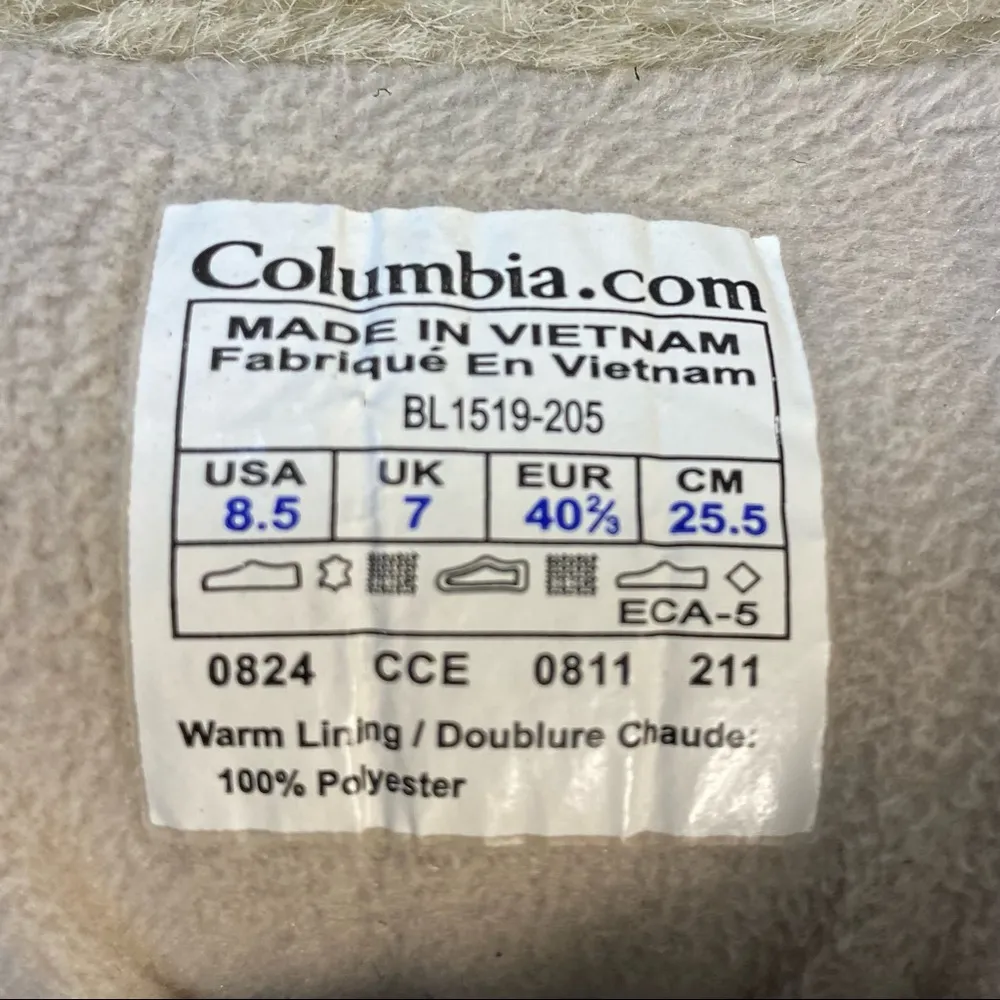 Columbia.com
MADE IN VIETNAM
Fabriqué En Vietnam
BL1519-205
USA UK EUR CM
8.5 7 40⅔ 25.5
ECA-5
0824 CCE 0811 211
Warm Lining / Doublure Chaude:
100% Polyester